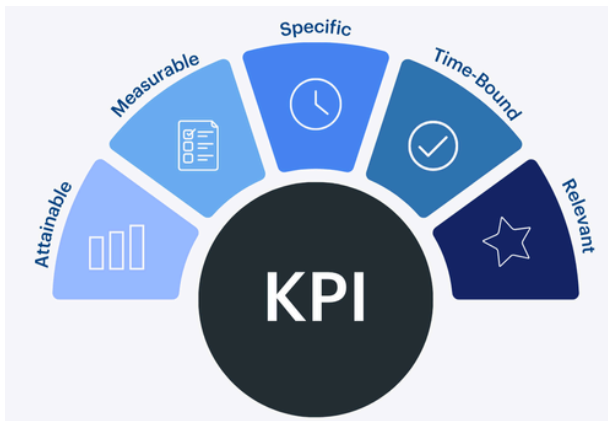 Attainable
Measurable
Specific
Time-Bound
Relevant
KPI